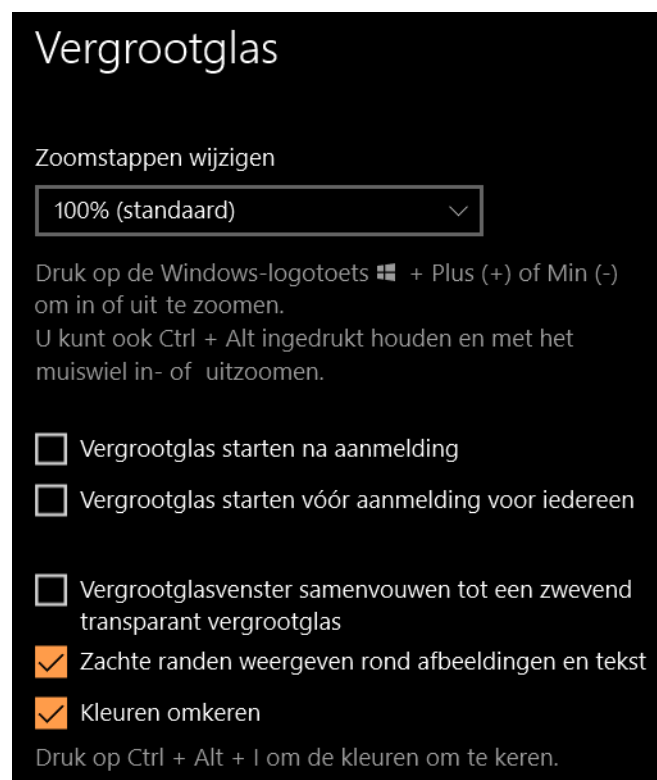 Vergrootglas
Zoomstappen wijzigen
100% (standaard)
Druk op de Windows-logotoets + Plus (+) of Min (-)
om in of uit te zoomen.
U kunt ook Ctrl + Alt ingedrukt houden en met het
muiswiel in- of  uitzoomen.
Vergrootglas starten na aanmelding
Vergrootglas starten vóór aanmelding voor iedereen
Vergrootglasvenster samenvouwen tot een zwevend
transparant vergrootglas
Zachte randen weergeven rond afbeeldingen en tekst
Kleuren omkeren
Druk op Ctrl + Alt + I om de kleuren om te keren.